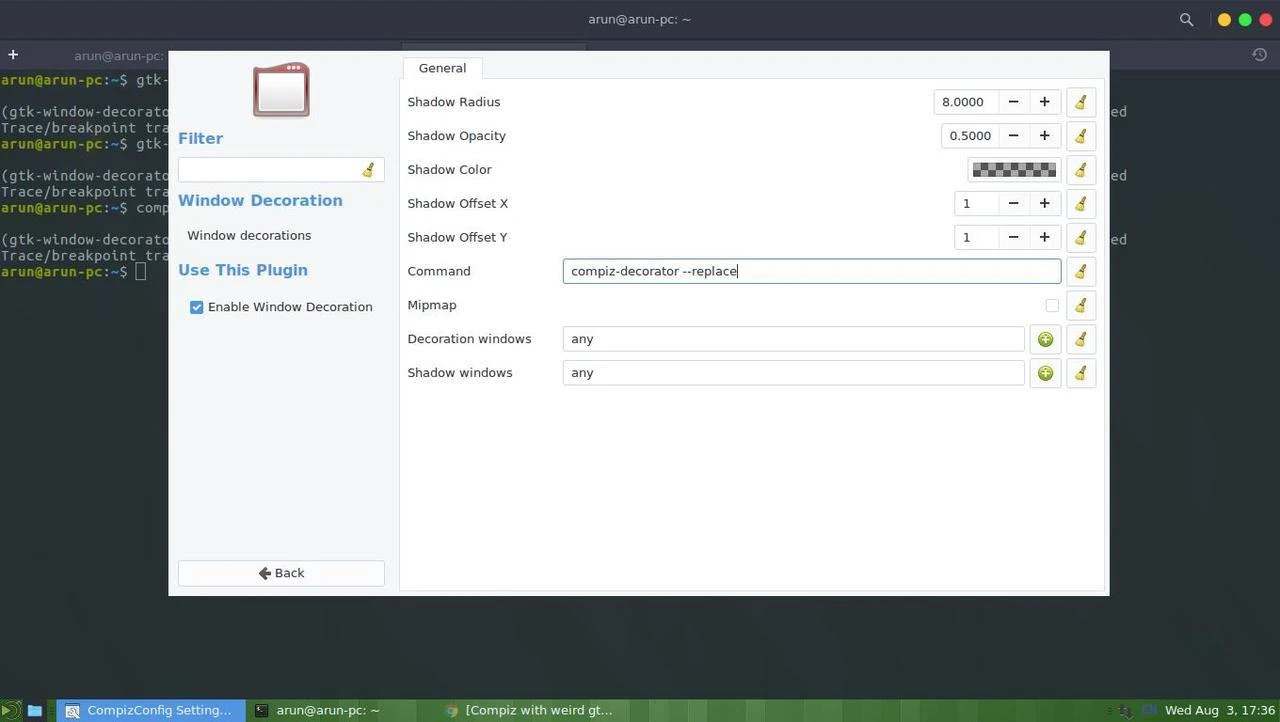 arun@arun-pc: ~
+
arun@arun-pc:
arun@arun-pc:~$ gtk-
(gtk-window-decorato
ed
Trace/breakpoint tra
arun@arun-pc:~$ gtk-
(gtk-window-decorato
ed
Trace/breakpoint tra
arun@arun-pc:~$ comp
(gtk-window-decorato
ed
Trace/breakpoint tra
arun@arun-pc:~$
Filter
Window Decoration
Window decorations
Use This Plugin
Enable Window Decoration
Back
General
Shadow Radius 8.0000
Shadow Opacity 0.5000
Shadow Color
Shadow Offset X 1
Shadow Offset Y 1
Command compiz-decorator --replace
Mipmap
Decoration windows any
Shadow windows any
CompizConfig Setting... arun@arun-pc: ~ [Compiz with weird gt... EN Wed Aug 3, 17:36